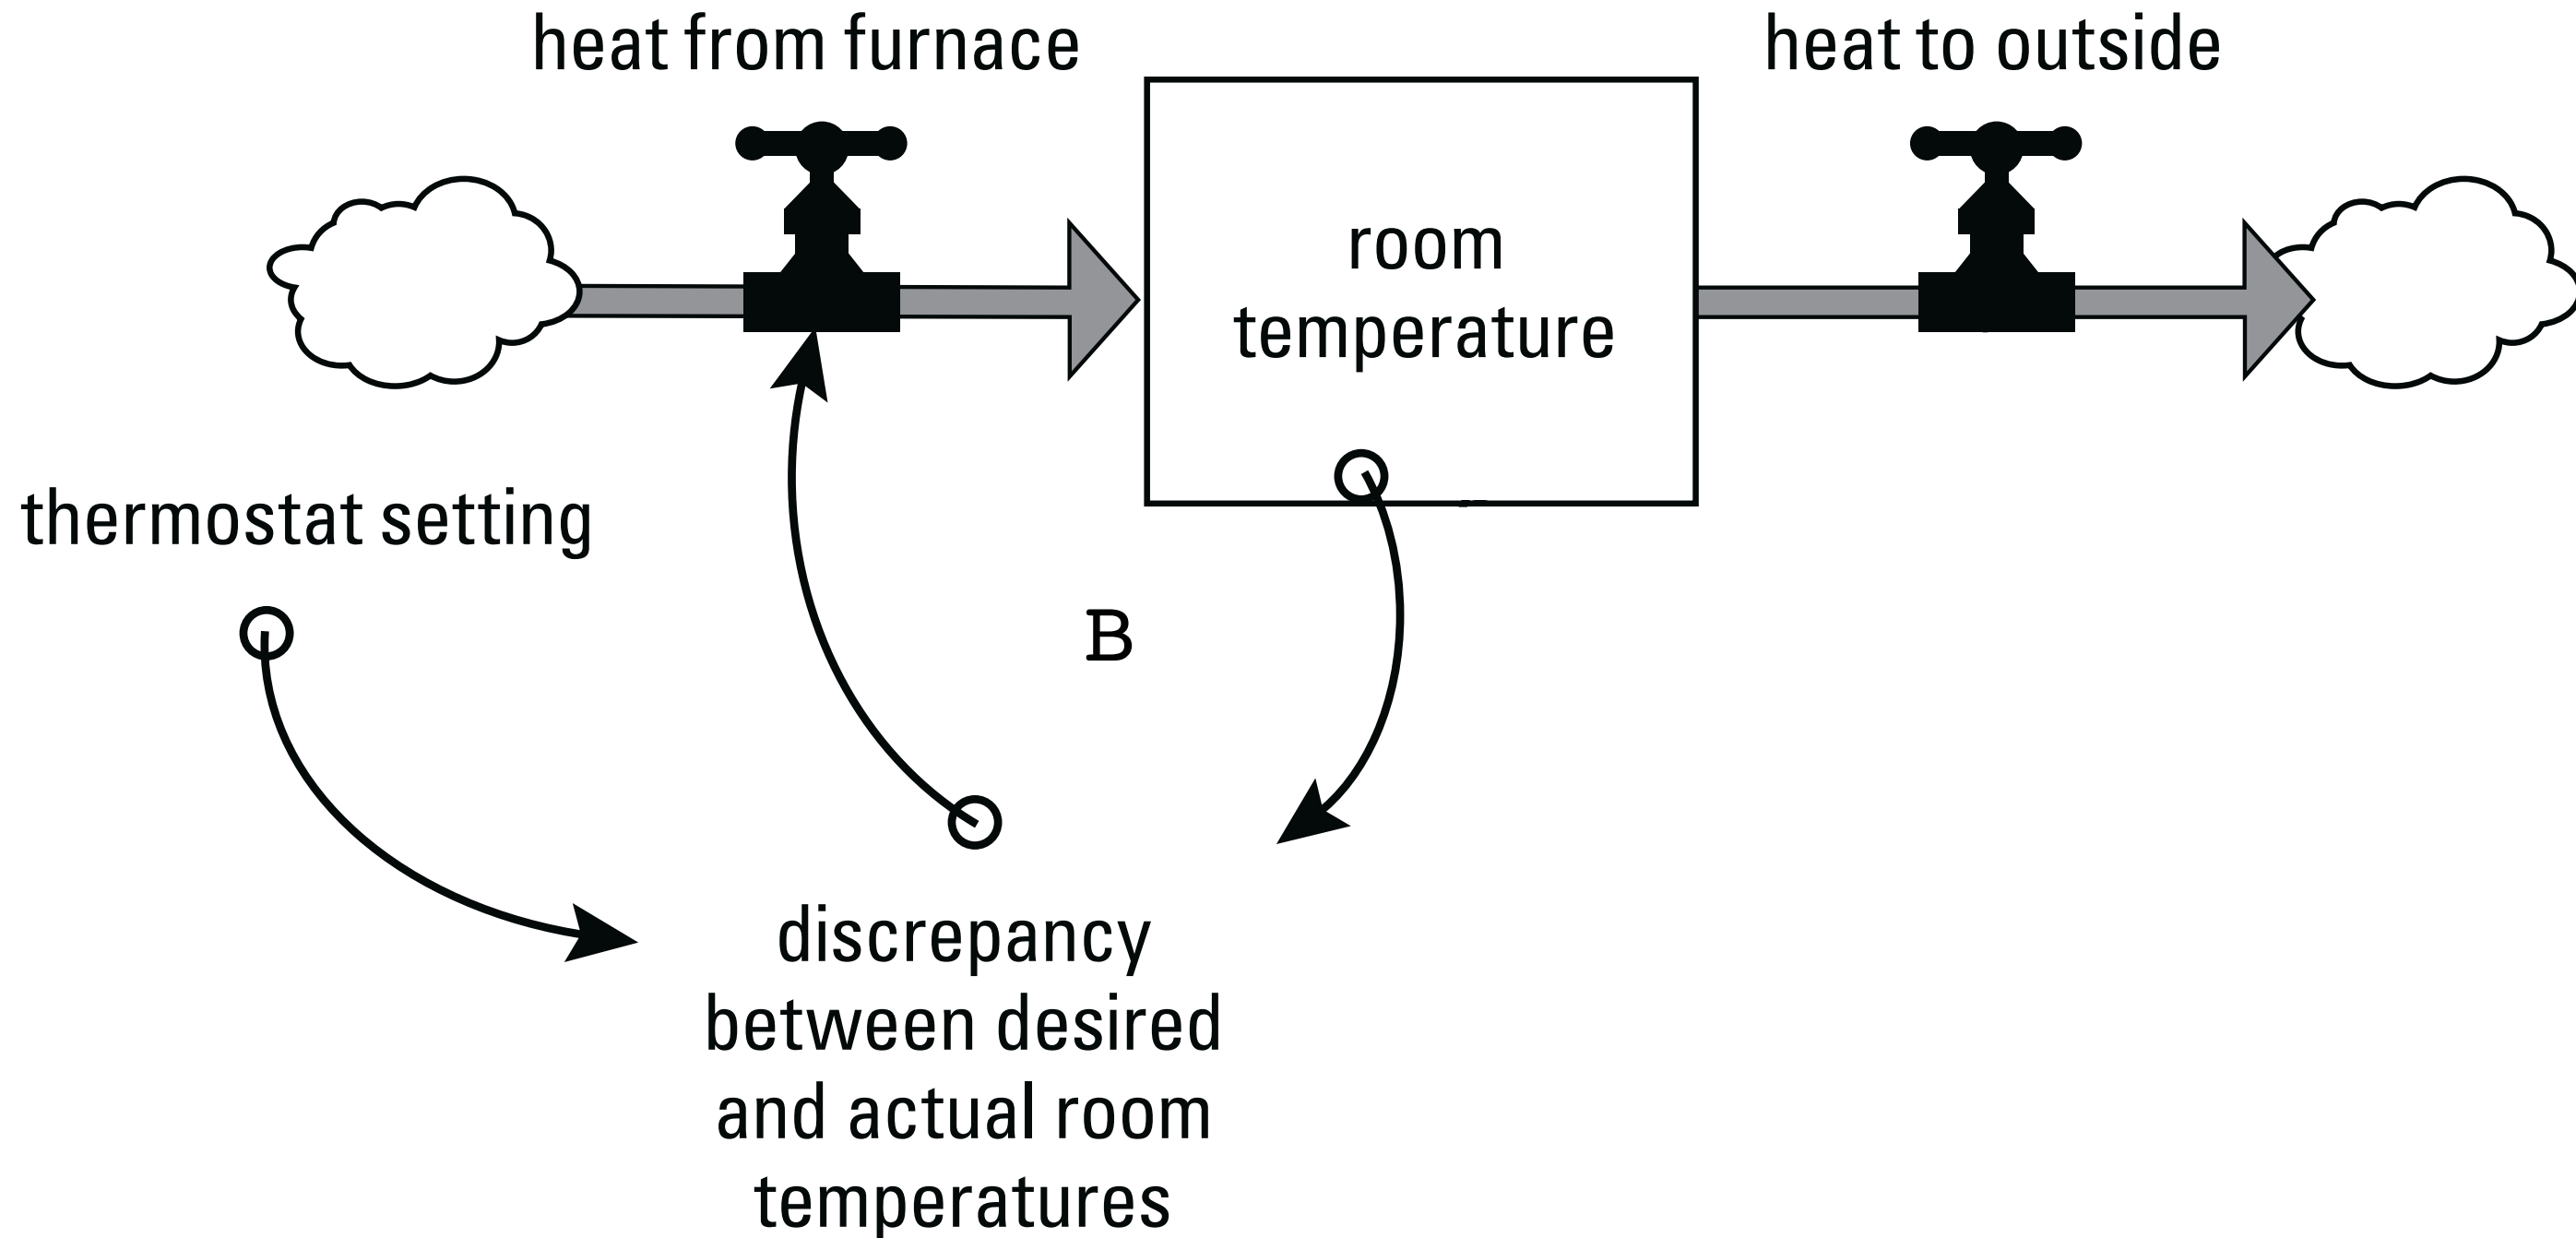 heat from furnace
heat to outside
room
temperature
thermostat setting
B
discrepancy
between desired
and actual room
temperatures